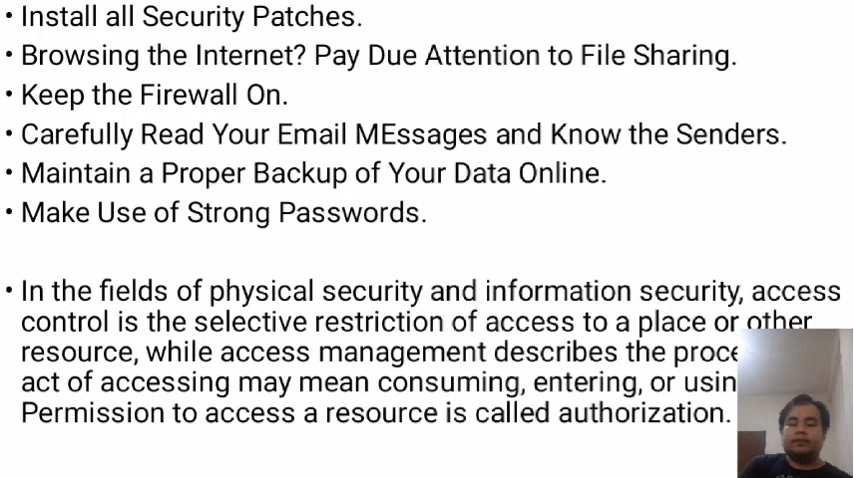 • Install all Security Patches.
• Browsing the Internet? Pay Due Attention to File Sharing.
• Keep the Firewall On.
• Carefully Read Your Email MEssages and Know the Senders.
• Maintain a Proper Backup of Your Data Online.
• Make Use of Strong Passwords.
• In the fields of physical security and information security, access
control is the selective restriction of access to a place or other
resource, while access management describes the
act of accessing may mean consuming, entering, or
Permission to access a resource is called authorization.